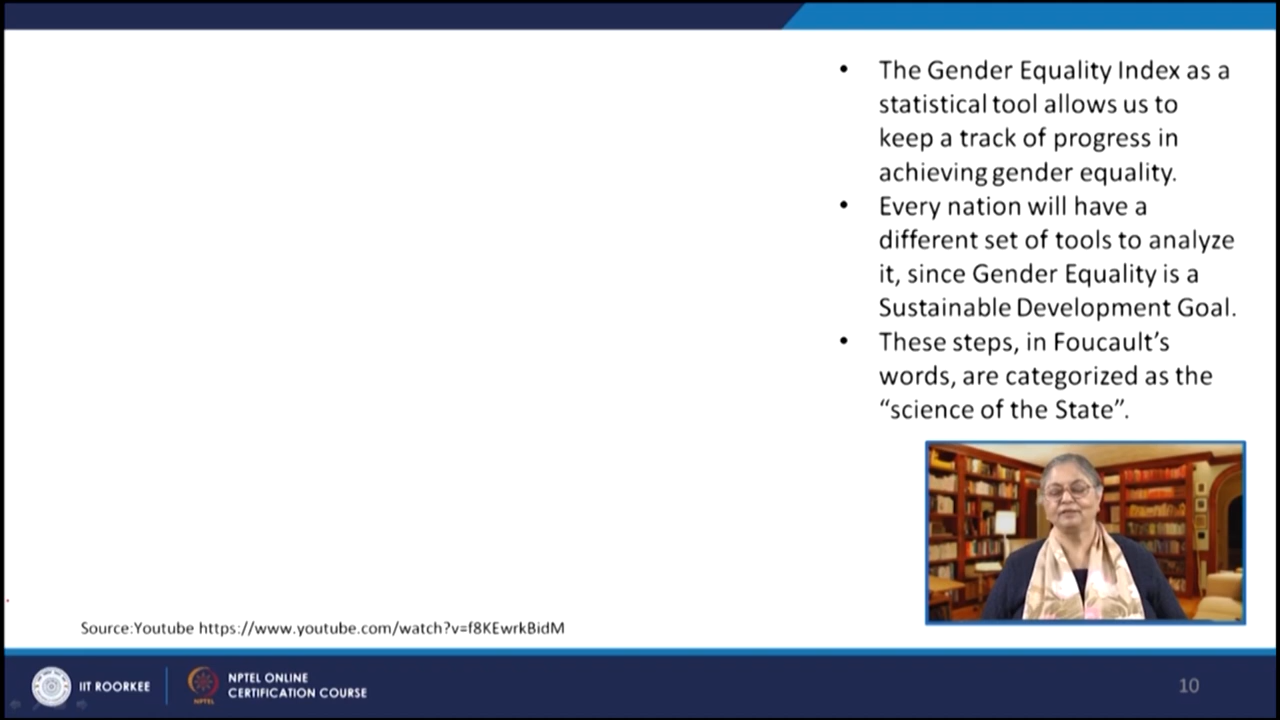 • The Gender Equality Index as a
statistical tool allows us to
keep a track of progress in
achieving gender equality.
• Every nation will have a
different set of tools to analyze
it, since Gender Equality is a
Sustainable Development Goal.
• These steps, in Foucault’s
words, are categorized as the
“science of the State”.
Source:Youtube https://www.youtube.com/watch?v=f8KEwrkBidM
IIT ROORKEE
NPTEL
NPTEL ONLINE
CERTIFICATION COURSE
10